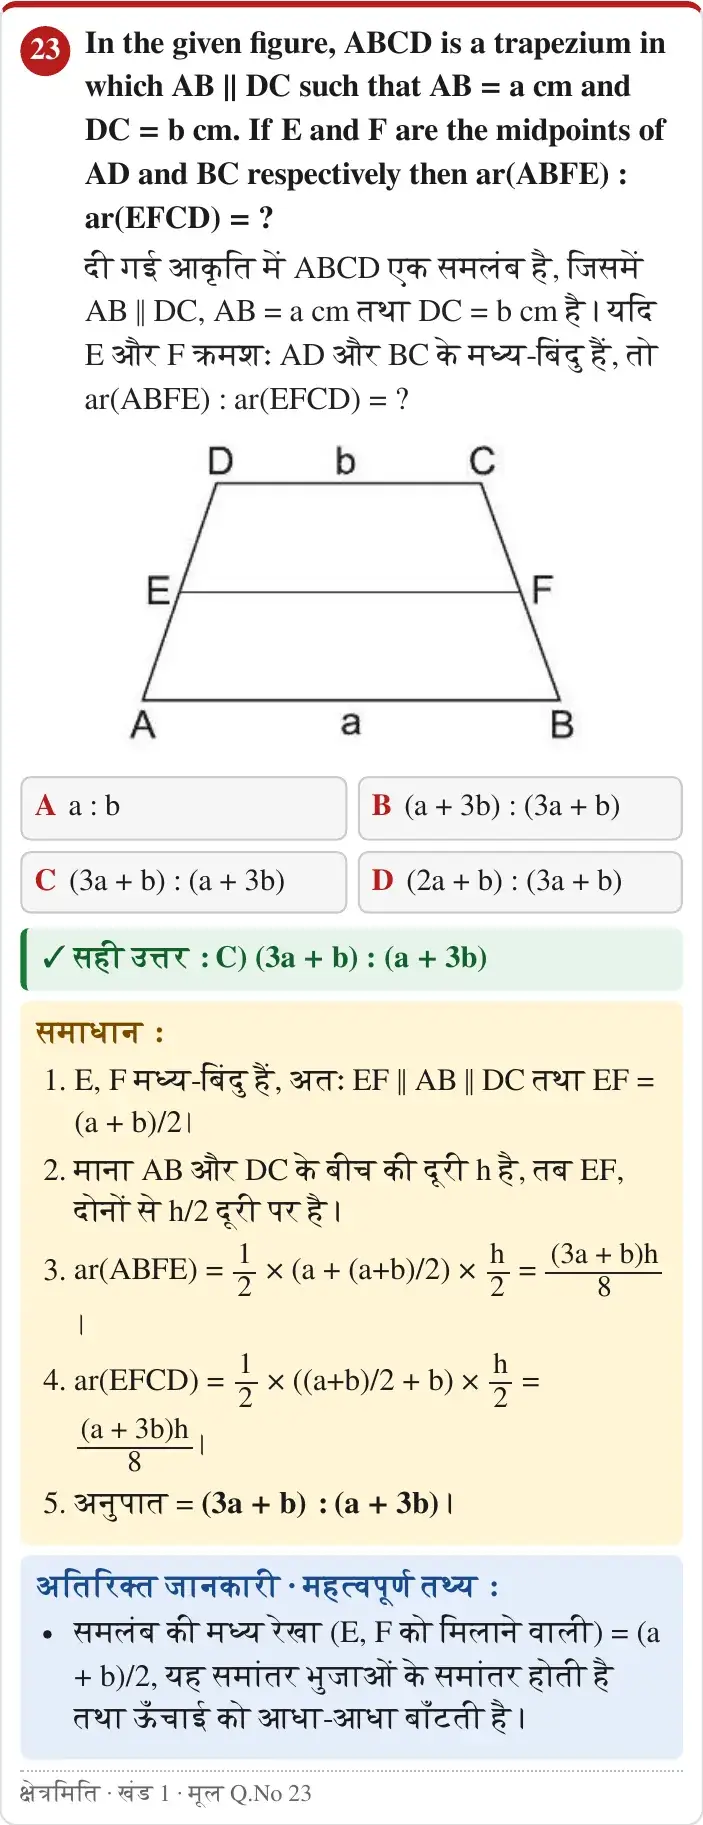 23 In the given figure, ABCD is a trapezium in
which AB || DC such that AB = a cm and
DC = b cm. If E and F are the midpoints of
AD and BC respectively then ar(ABFE) :
ar(EFCD) = ?
दी गई आकृति में ABCD एक समलंब है, जिसमें
AB || DC, AB = a cm तथा DC = b cm है। यदि
E और F क्रमशः AD और BC के मध्य-बिंदु हैं, तो
ar(ABFE) : ar(EFCD) = ?
D b C
E F
A a B
A a : b
B (a + 3b) : (3a + b)
C (3a + b) : (a + 3b)
D (2a + b) : (3a + b)
✓ सही उत्तर : C) (3a + b) : (a + 3b)
समाधान :
1. E, F मध्य-बिंदु हैं, अतः EF || AB || DC तथा EF =
(a + b)/2।
2. माना AB और DC के बीच की दूरी h है, तब EF,
दोनों से h/2 दूरी पर है।
3. ar(ABFE) = 1/2 × (a + (a+b)/2) × h/2 = (3a + b)h/8
।
4. ar(EFCD) = 1/2 × ((a+b)/2 + b) × h/2 =
(a + 3b)h/8।
5. अनुपात = (3a + b) : (a + 3b)।
अतिरिक्त जानकारी · महत्वपूर्ण तथ्य :
• समलंब की मध्य रेखा (E, F को मिलाने वाली) = (a
+ b)/2, यह समांतर भुजाओं के समांतर होती है
तथा ऊँचाई को आधा-आधा बाँटती है।
क्षेत्रमिति · खंड 1 · मूल Q.No 23